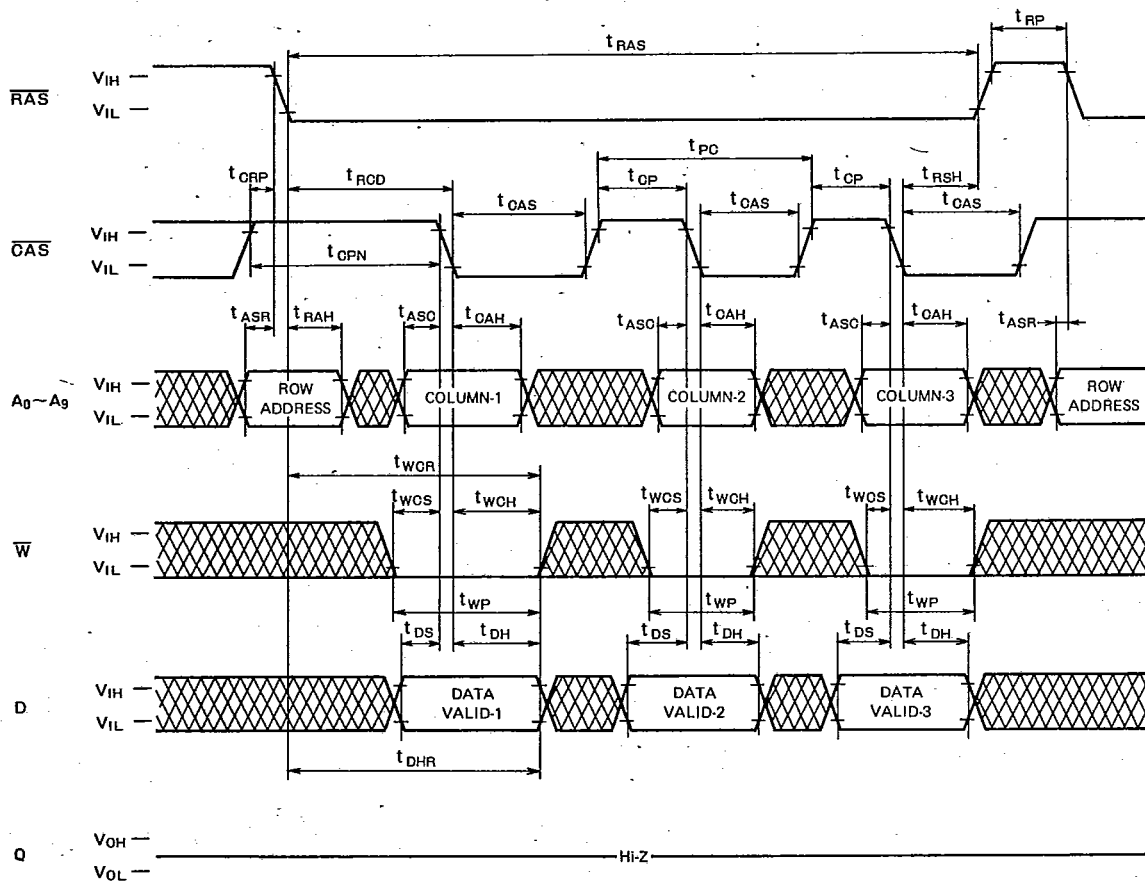 tRP
tRAS
RAS
VIH
VIL
tPC
tCRP
tRCD
tCP
tCP
tRSH
tCAS
tCAS
tCAS
CAS
VIH
VIL
tCPN
tASR
tRAH
tASC
tCAH
tASC
tCAH
tASC
tCAH
tASR
A0~A9
VIH
VIL
ROW ADDRESS
COLUMN-1
COLUMN-2
COLUMN-3
ROW ADDRESS
tWCR
tWCS
tWCH
tWCS
tWCH
tWCS
tWCH
W
VIH
VIL
tWP
tWP
tWP
tDS
tDH
tDS
tDH
tDS
tDH
D
VIH
VIL
DATA VALID-1
DATA VALID-2
DATA VALID-3
tDHR
Q
VOH
VOL
Hi-Z